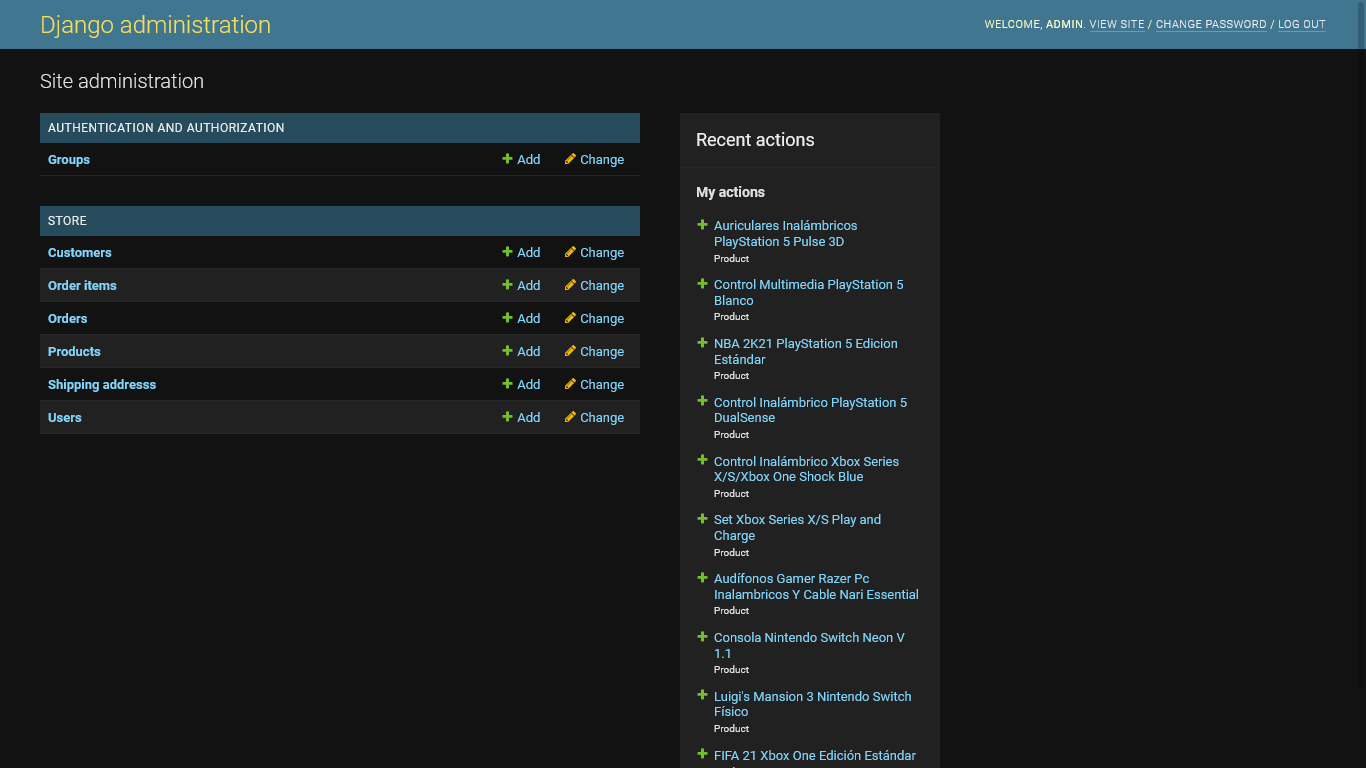 Django administration
WELCOME, ADMIN. VIEW SITE / CHANGE PASSWORD / LOG OUT
Site administration
AUTHENTICATION AND AUTHORIZATION
Groups Add Change
STORE
Customers Add Change
Order items Add Change
Orders Add Change
Products Add Change
Shipping addresss Add Change
Users Add Change
Recent actions
My actions
Auriculares Inalámbricos
PlayStation 5 Pulse 3D
Product
Control Multimedia PlayStation 5
Blanco
Product
NBA 2K21 PlayStation 5 Edicion
Estándar
Product
Control Inalámbrico PlayStation 5
DualSense
Product
Control Inalámbrico Xbox Series
X/S/Xbox One Shock Blue
Product
Set Xbox Series X/S Play and
Charge
Product
Audífonos Gamer Razer Pc
Inalambricos Y Cable Nari Essential
Product
Consola Nintendo Switch Neon V
1.1
Product
Luigi's Mansion 3 Nintendo Switch
Físico
Product
FIFA 21 Xbox One Edición Estándar